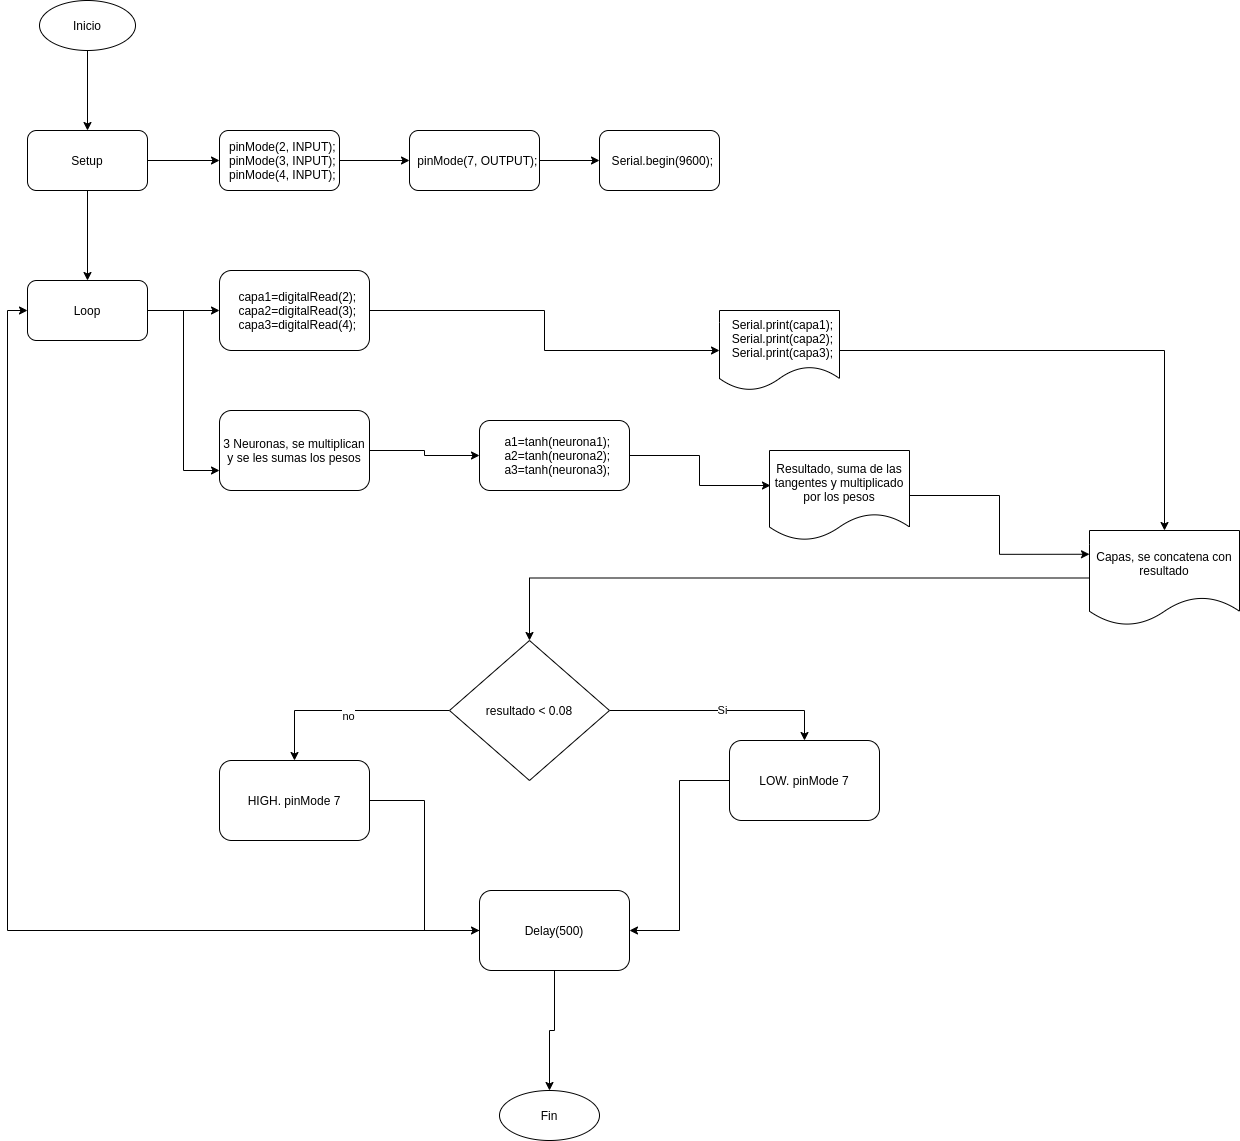 Inicio
Setup
pinMode(2, INPUT);
pinMode(3, INPUT);
pinMode(4, INPUT);
pinMode(7, OUTPUT);
Serial.begin(9600);
Loop
capa1=digitalRead(2);
capa2=digitalRead(3);
capa3=digitalRead(4);
Serial.print(capa1);
Serial.print(capa2);
Serial.print(capa3);
3 Neuronas, se multiplican
y se les sumas los pesos
a1=tanh(neurona1);
a2=tanh(neurona2);
a3=tanh(neurona3);
Resultado, suma de las
tangentes y multiplicado
por los pesos
Capas, se concatena con
resultado
resultado < 0.08
no
Si
HIGH. pinMode 7
LOW. pinMode 7
Delay(500)
Fin